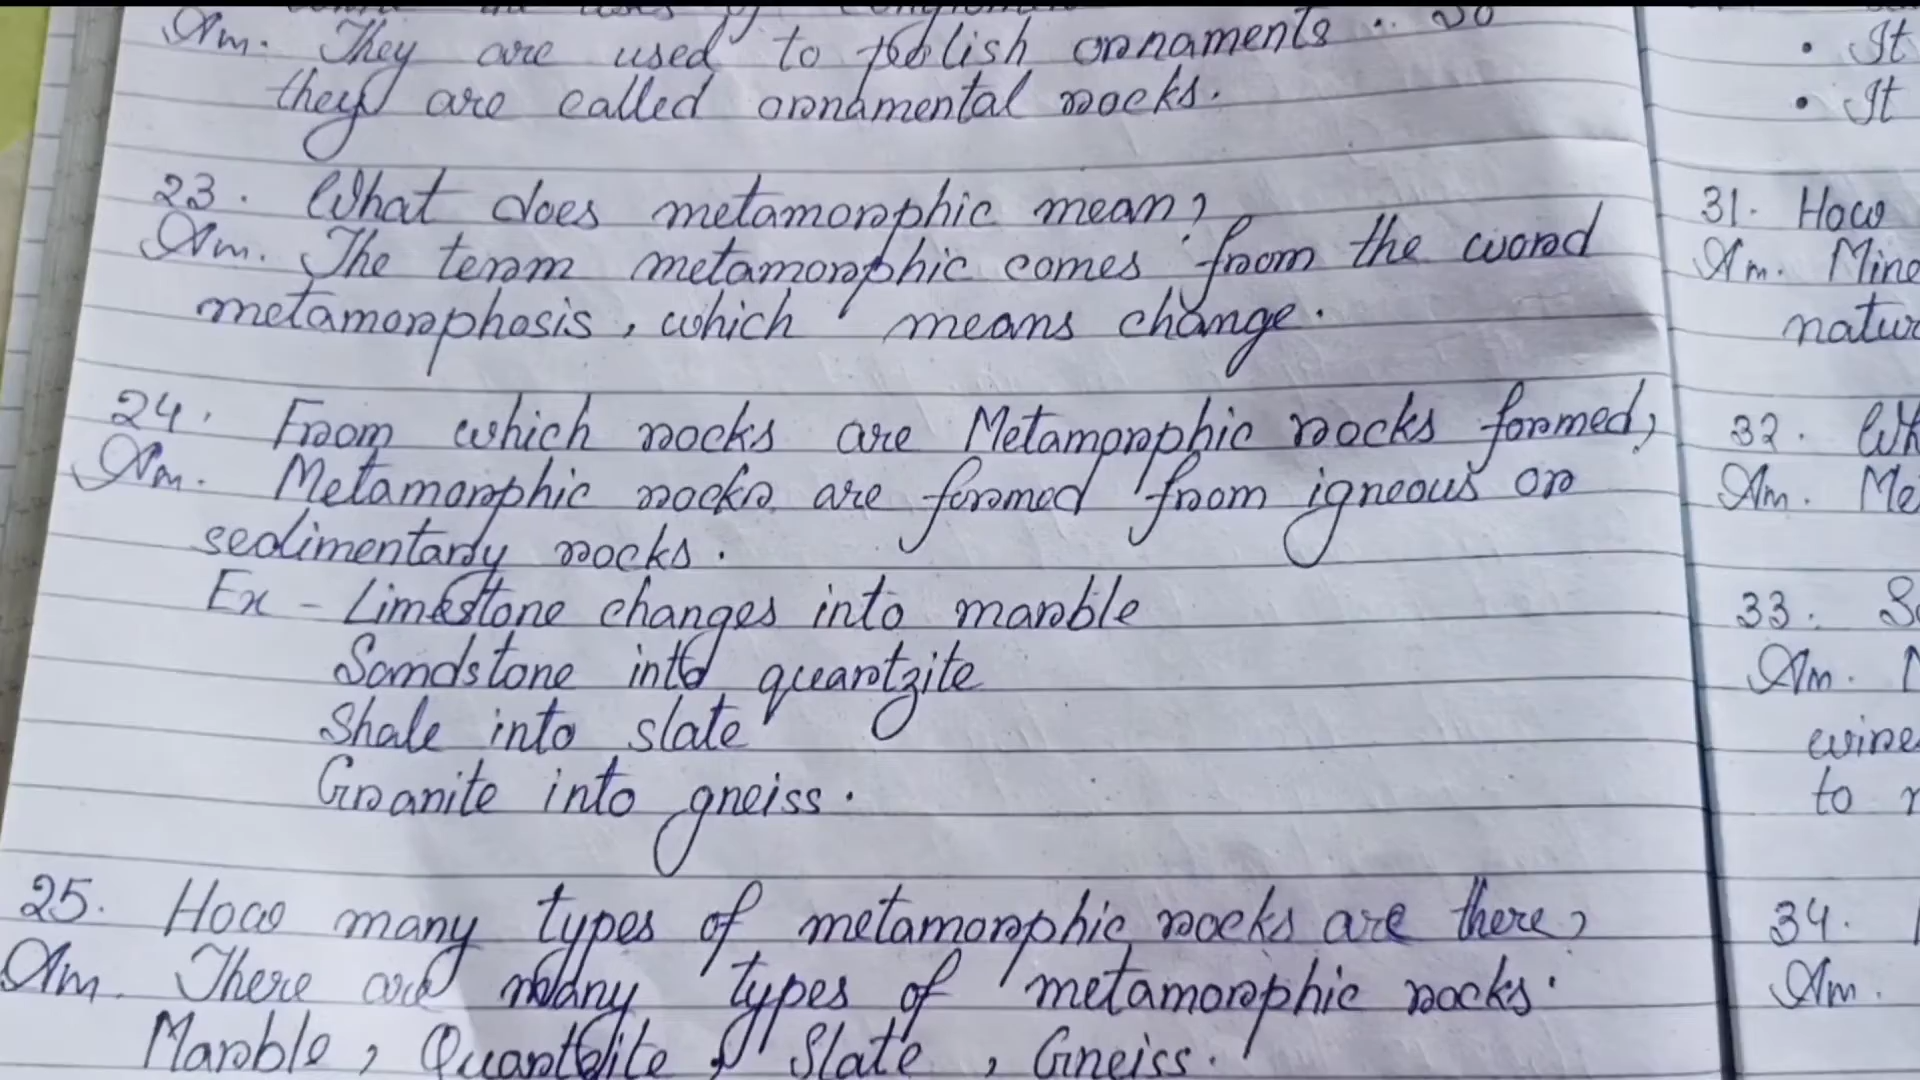 Ans. They are used to polish ornaments. So
they are called ornamental rocks.
23. What does metamorphic mean?
Ans. The term metamorphic comes from the word
metamorphosis, which means change.
24. From which rocks are Metamorphic rocks formed?
Ans. Metamorphic rocks are formed from igneous or
sedimentary rocks.
Ex - Limestone changes into marble
Sandstone into quartzite
Shale into slate
Granite into gneiss.
25. How many types of metamorphic rocks are there?
Ans. There are many types of metamorphic rocks.
Marble, Quartzite, Slate, Gneiss.
• It
• It
31. How
Ans. Mine
natur
32. Wh
Ans. Me
33. S
Ans.
to
34.
Ans.